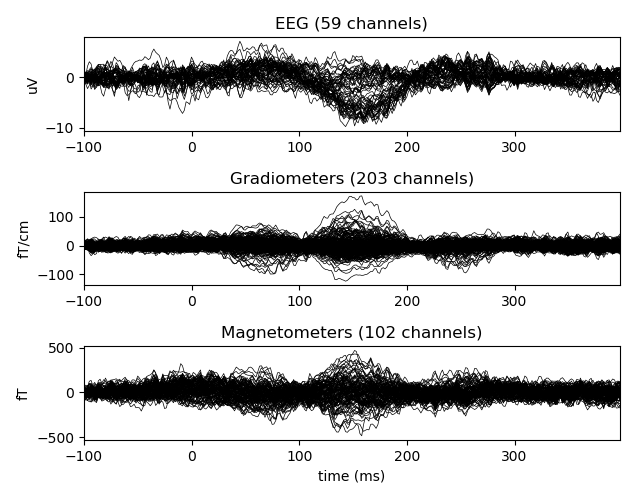 EEG (59 channels)
uV
0
−10
−100 0 100 200 300
Gradiometers (203 channels)
fT/cm
100
0
−100
−100 0 100 200 300
Magnetometers (102 channels)
fT
500
0
−500
−100 0 100 200 300
time (ms)